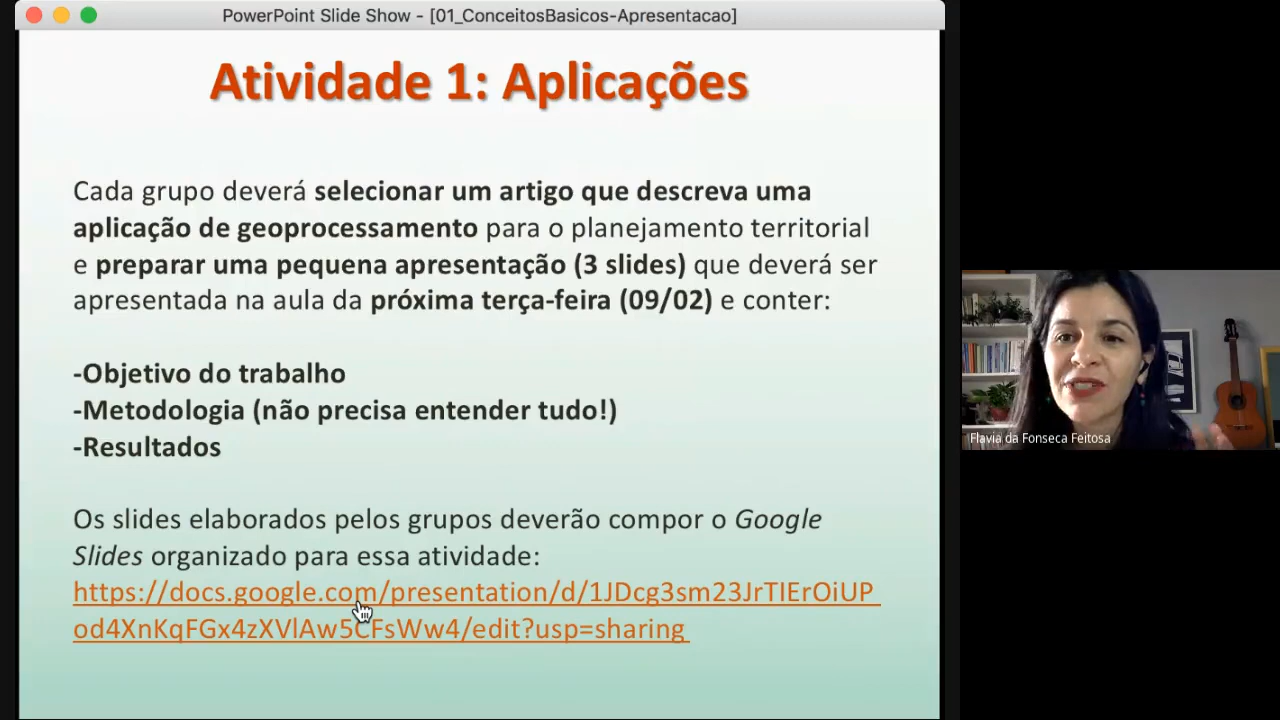 PowerPoint Slide Show - [01_ConceitosBasicos-Apresentacao]
Atividade 1: Aplicações
Cada grupo deverá selecionar um artigo que descreva uma
aplicação de geoprocessamento para o planejamento territorial
e preparar uma pequena apresentação (3 slides) que deverá ser
apresentada na aula da próxima terça-feira (09/02) e conter:
-Objetivo do trabalho
-Metodologia (não precisa entender tudo!)
-Resultados
Os slides elaborados pelos grupos deverão compor o Google
Slides organizado para essa atividade:
https://docs.google.com/presentation/d/1JDcg3sm23JrTIErOiUP
od4XnKqFGx4zXVlAw5CFsWw4/edit?usp=sharing
Flavia da Fonseca Feitosa